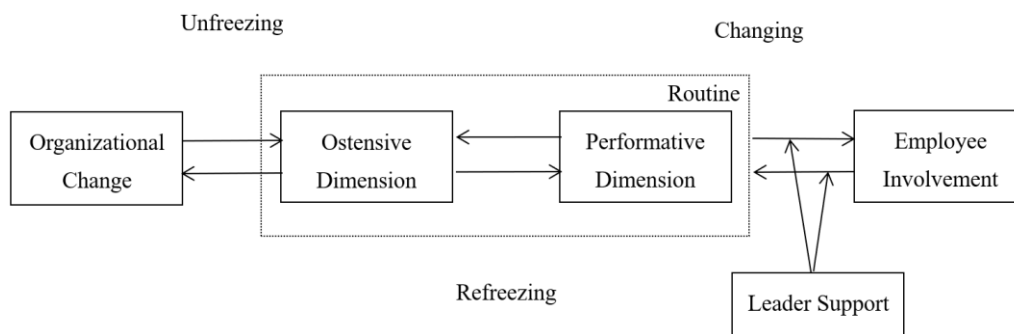 Unfreezing
Changing
Routine
Organizational
Change
Ostensive
Dimension
Performative
Dimension
Employee
Involvement
Refreezing
Leader Support